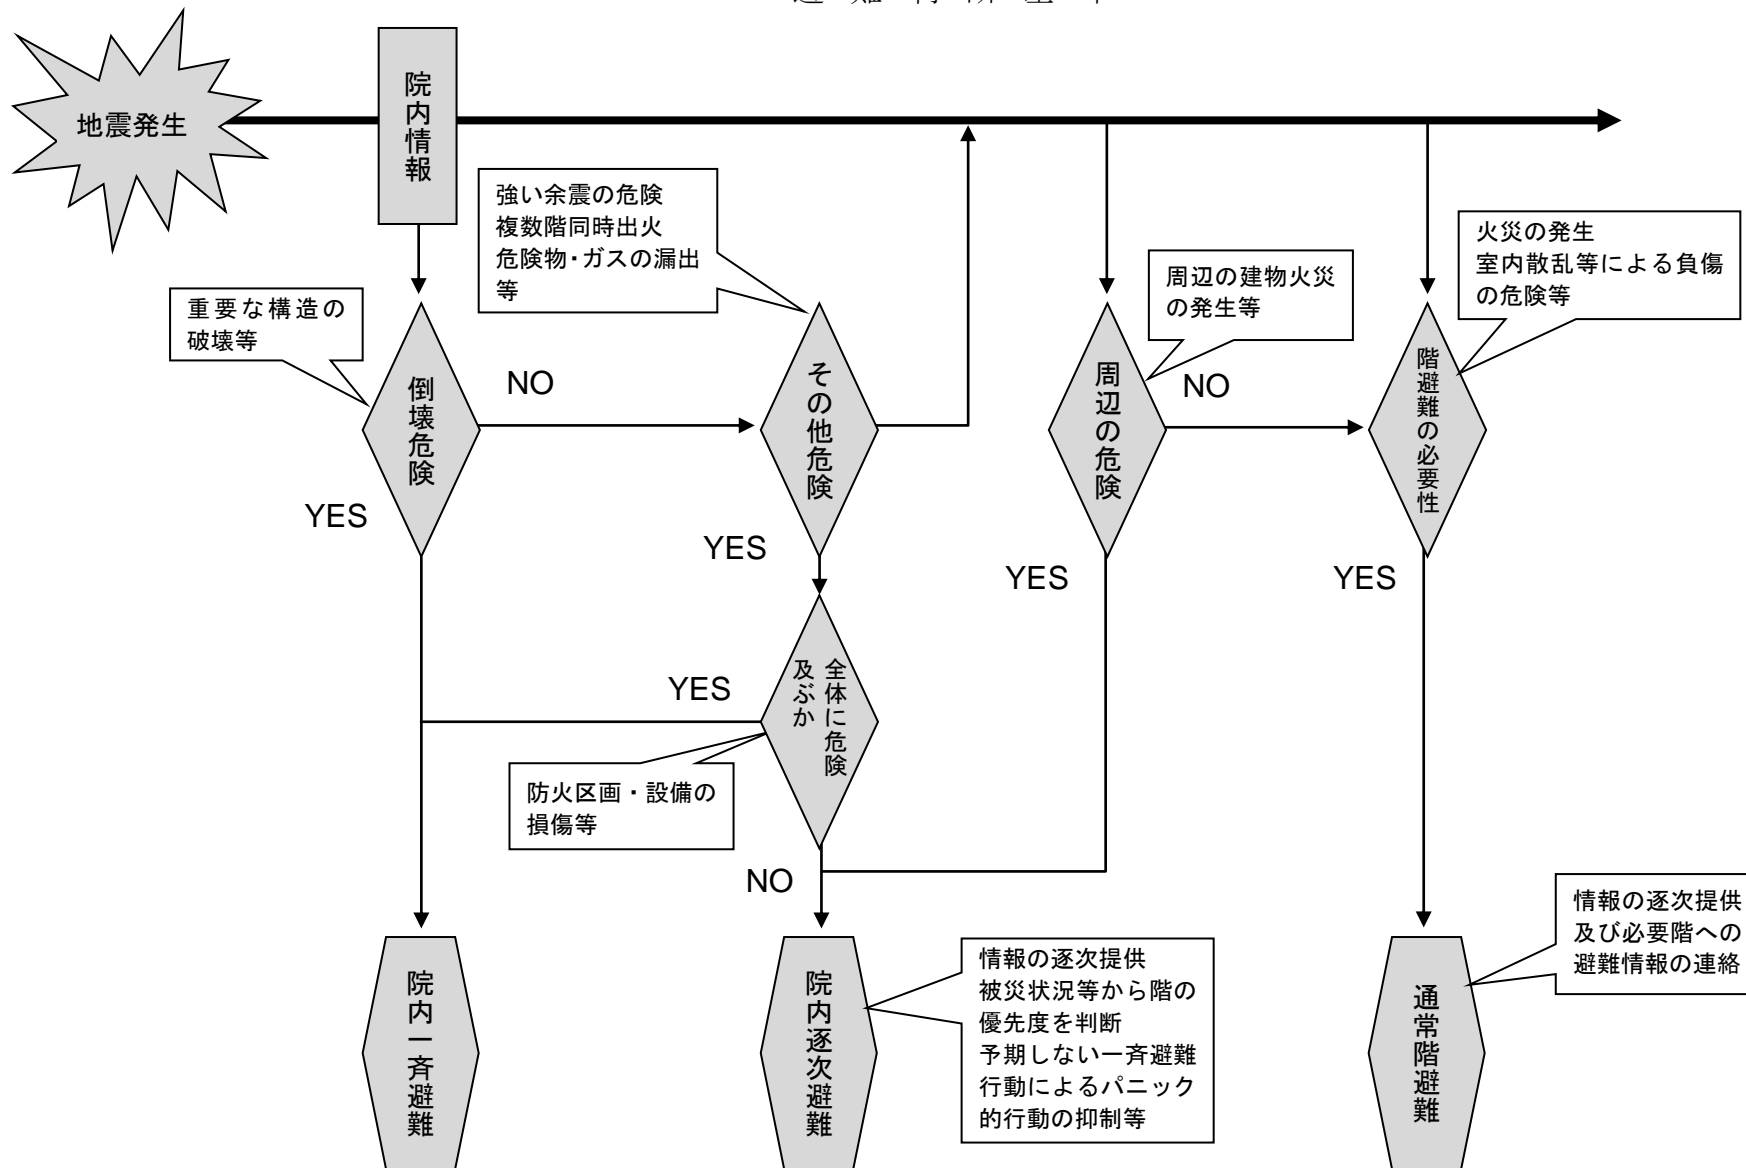 地震発生
院内情報
強い余震の危険
複数階同時出火
危険物・ガスの漏出
等
火災の発生
室内散乱等による負傷
の危険等
周辺の建物火災
の発生等
重要な構造の
破壊等
倒壊危険
NO
その他危険
周辺の危険
NO
階避難の必要性
YES
YES
YES
YES
全体に危険
及ぶか
YES
防火区画・設備の
損傷等
NO
情報の逐次提供
及び必要階への
避難情報の連絡
院内一斉避難
院内逐次避難
情報の逐次提供
被災状況等から階の
優先度を判断
予期しない一斉避難
行動によるパニック
的行動の抑制等
通常階避難